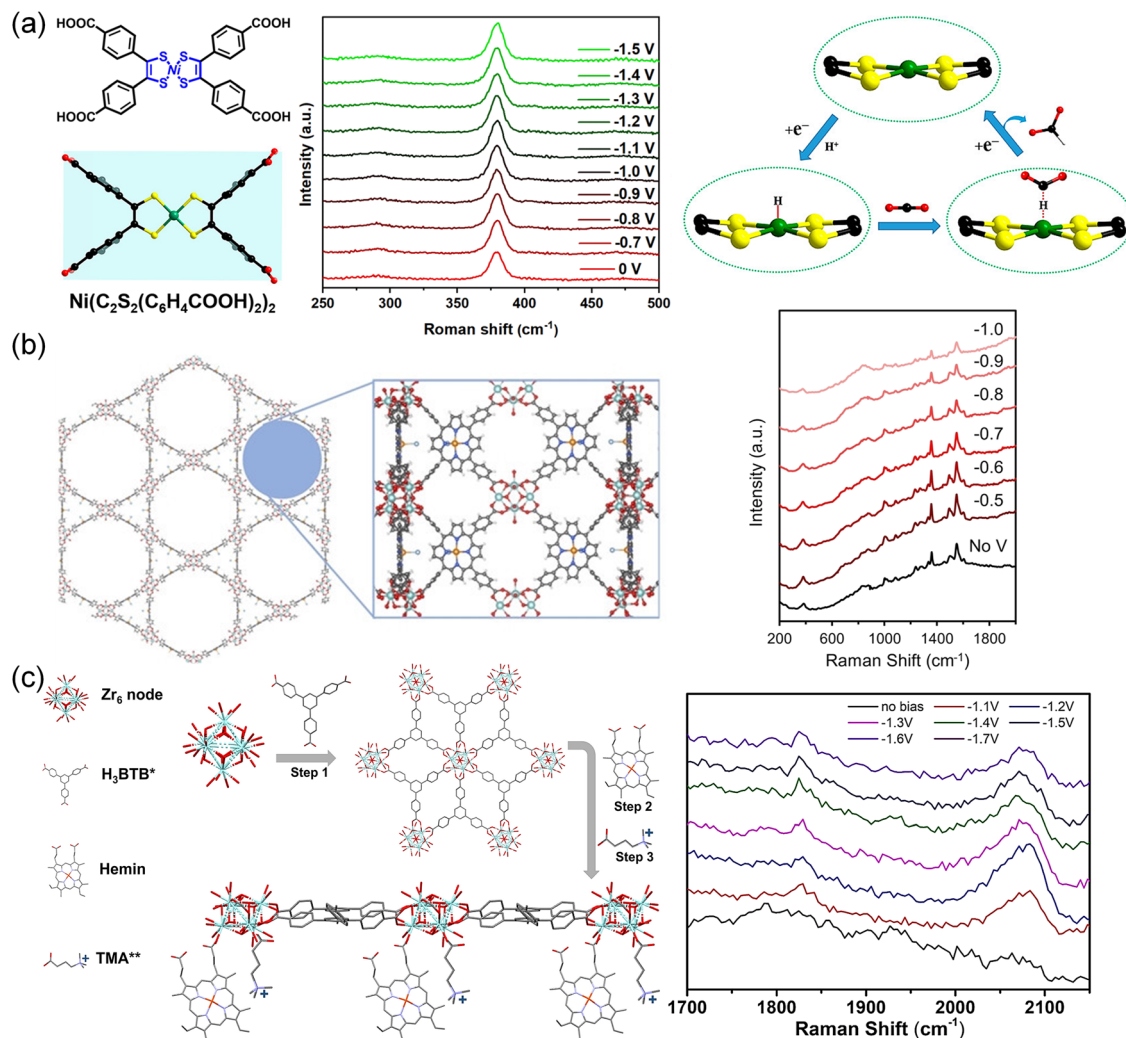 (a)
HOOC
COOH
S
S
Ni
S
S
HOOC
COOH
Ni(C₂S₂(C₆H₄COOH)₂)₂
Intensity (a.u.)
-1.5 V
-1.4 V
-1.3 V
-1.2 V
-1.1 V
-1.0 V
-0.9 V
-0.8 V
-0.7 V
0 V
250
300
350
400
450
500
Roman shift (cm⁻¹)
+e⁻
H⁺
+e⁻
H
H
(b)
Intensity (a.u.)
-1.0
-0.9
-0.8
-0.7
-0.6
-0.5
No V
200
600
1000
1400
1800
Raman Shift (cm⁻¹)
(c)
Zr₆ node
H₃BTB*
Hemin
TMA**
+
Step 1
Step 2
+
Step 3
+
+
+
Intensity (a.u.)
no bias
-1.1V
-1.2V
-1.3V
-1.4V
-1.5V
-1.6V
-1.7V
1700
1800
1900
2000
2100
Raman Shift (cm⁻¹)